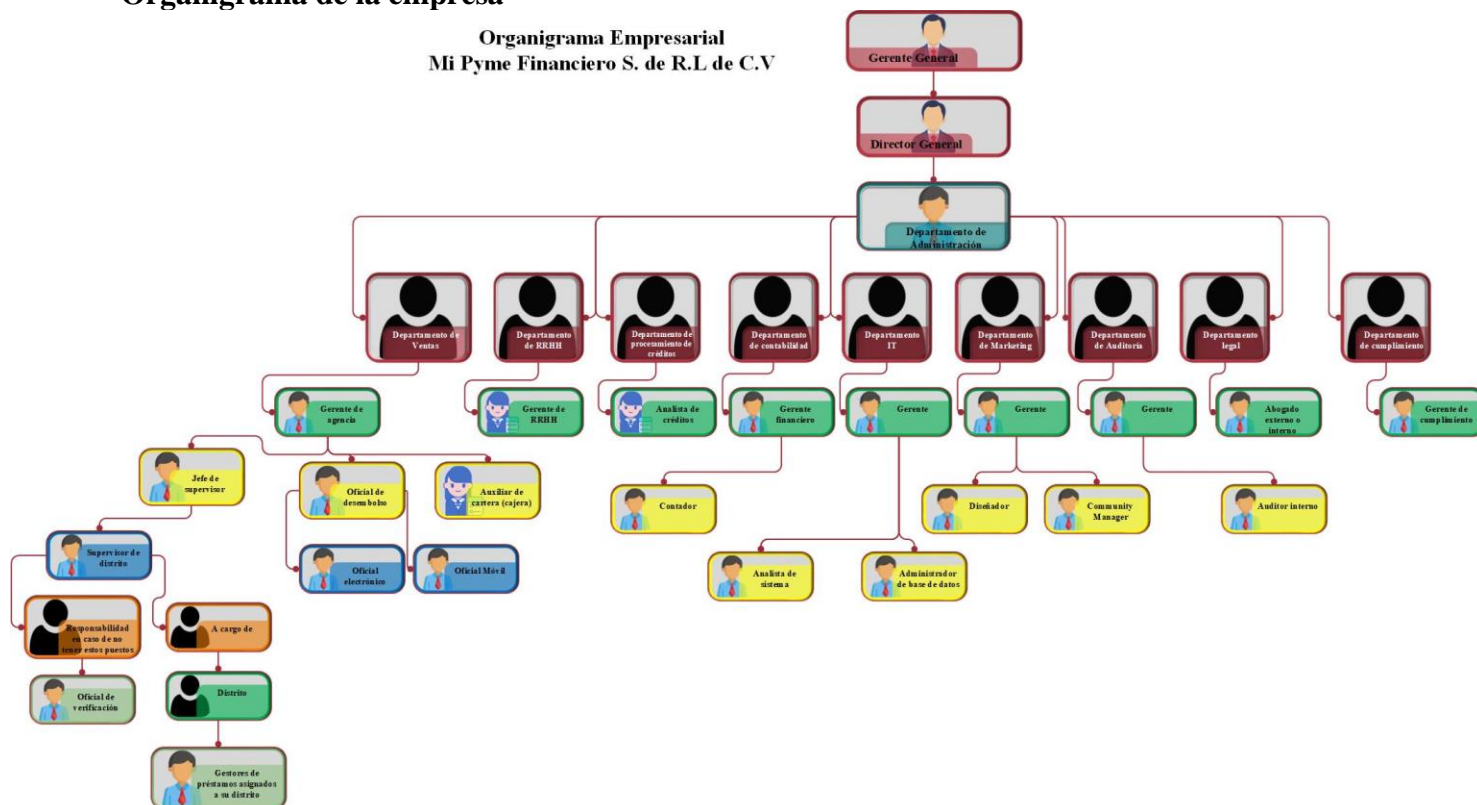 Organigrama de la empresa
Organigrama Empresarial
Mi Pyme Financiero S. de R.L de C.V
Gerente General
Director General
Departamento de
Administración
Departamento de
Ventas
Departamento
de RRHH
Departamento de
procesamiento de
créditos
Departamento
de contabilidad
Departamento
IT
Departamento
de Marketing
Departamento
de Auditoría
Departamento
legal
Departamento
de cumplimiento
Gerente de
agencia
Gerente de
RRHH
Analista de
créditos
Gerente
financiero
Gerente
Gerente
Gerente
Abogado
externo o
interno
Gerente de
cumplimiento
Jefe de
supervisor
Oficial de
desembolso
Auxiliar de
cartera (cajera)
Contador
Diseñador
Community
Manager
Auditor interno
Supervisor de
distrito
Oficial
electrónico
Oficial Móvil
Analista de
sistema
Administrador
de base de datos
Responsabilidad
en caso de no
tener estos puestos
A cargo de
Oficial de
verificación
Distrito
Gestores de
préstamos asignados
a su distrito